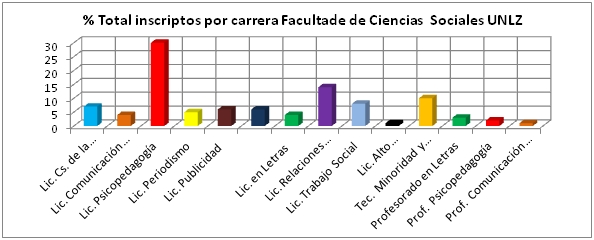 % Total inscriptos por carrera Facultade de Ciencias Sociales UNLZ
30
25
20
15
10
5
0
Lic. Cs. de la...
Lic. Comunicación...
Lic. Psicopedagogía
Lic. Periodismo
Lic. Publicidad
Lic. en Letras
Lic. Relaciones...
Lic. Trabajo Social
Lic. Alto...
Tec. Minoridad y...
Profesorado en Letras
Prof. Psicopedagogía
Prof. Comunicación...